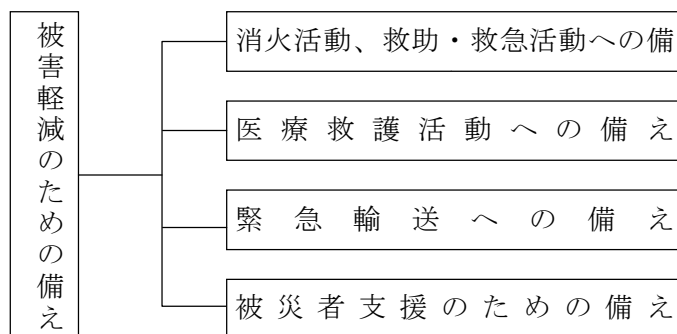 被害軽減のための備え
消火活動、救助・救急活動への備
医療救護活動への備え
緊急輸送への備え
被災者支援のための備え